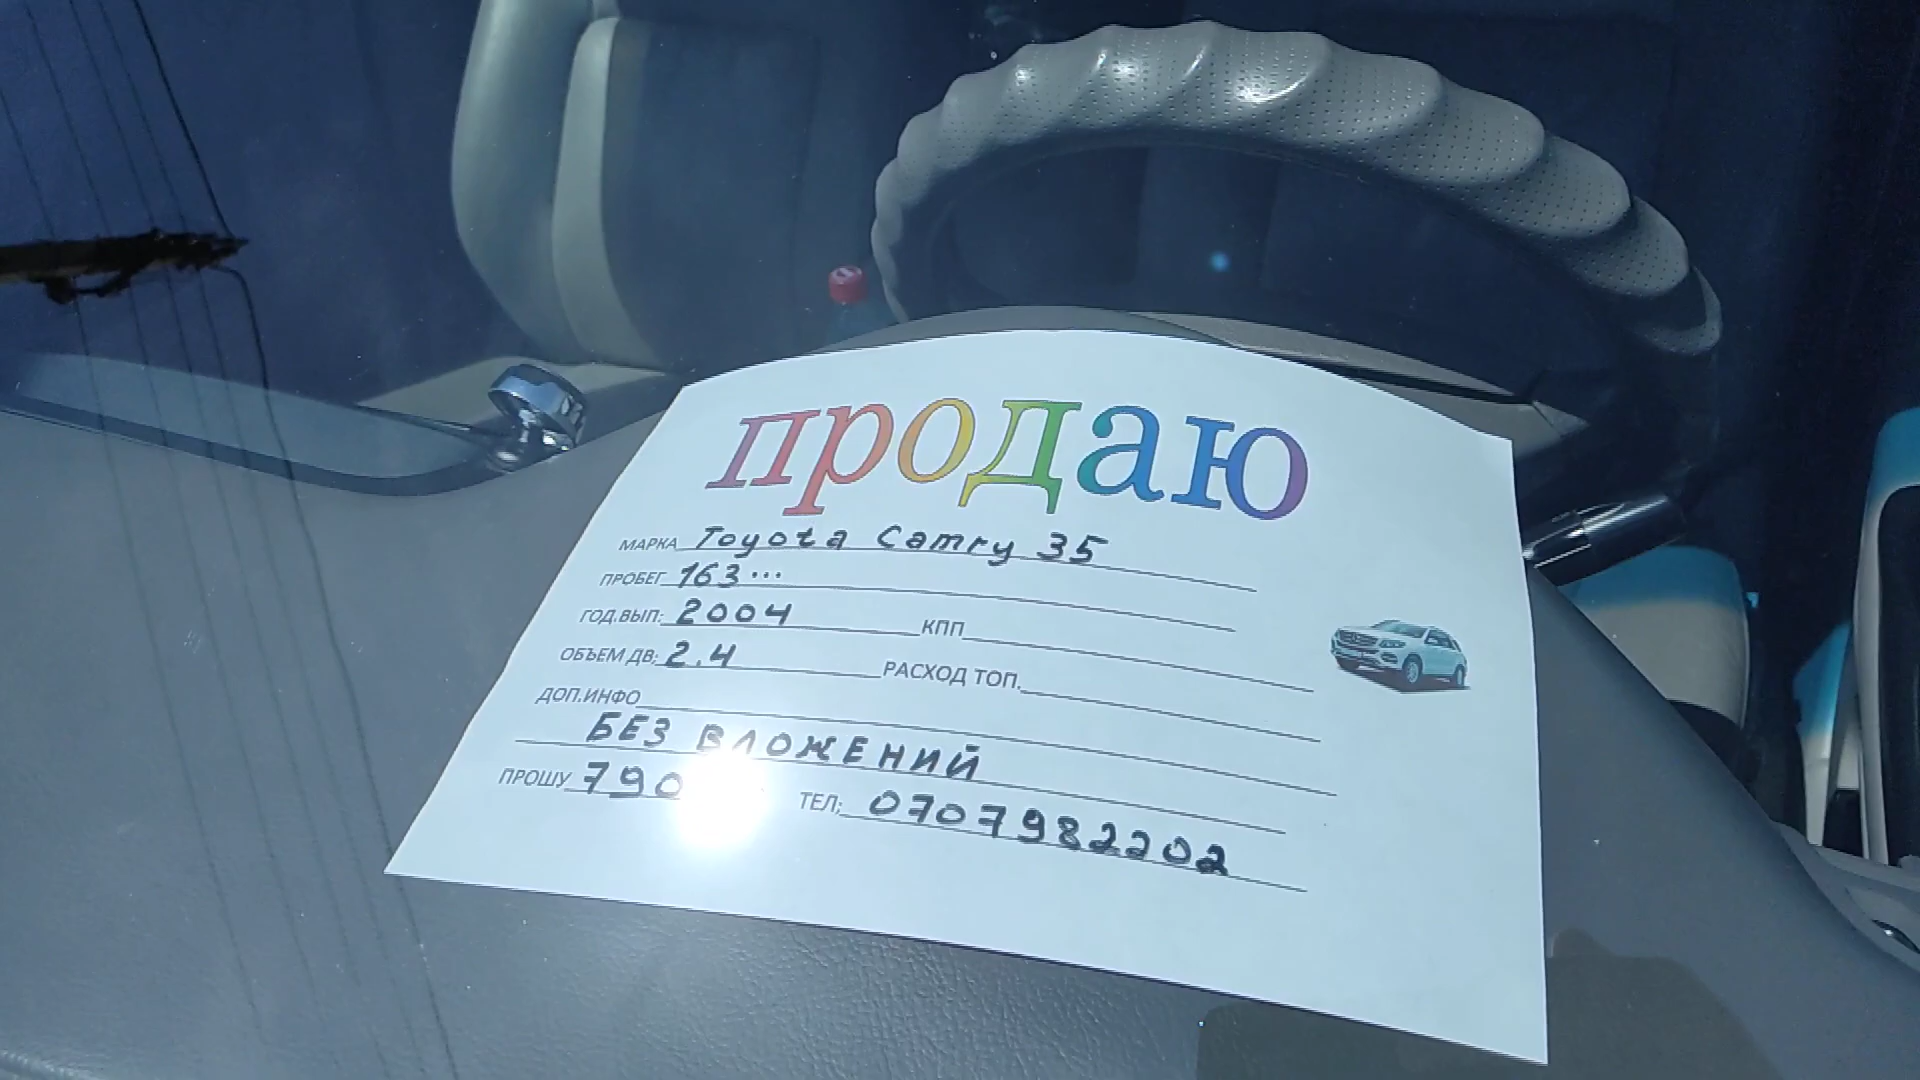 продаю
МАРКА Toyota Camry 35
ПРОБЕГ 163...
ГОД.ВЫП: 2004 КПП
ОБЪЕМ ДВ; 2.4 РАСХОД ТОП.
ДОП.ИНФО
БЕЗ ВЛОЖЕНИЙ
ПРОШУ 790 ТЕЛ; 0707982202